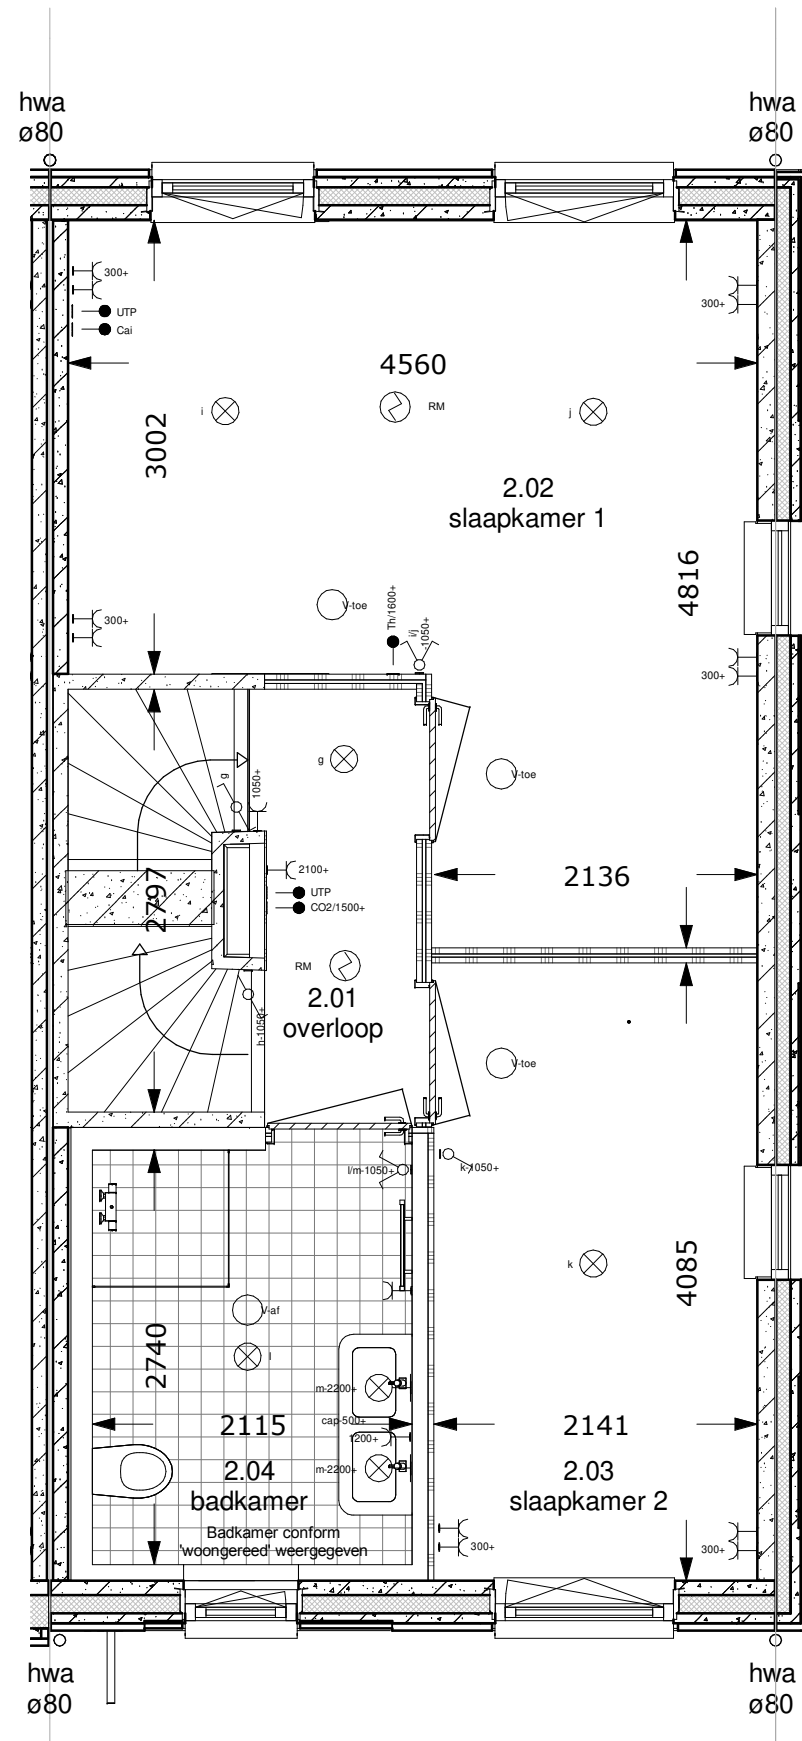 hwa
ø80
hwa
ø80
300+
UTP
Cai
300+
4560
i
RM
j
3002
2.02
slaapkamer 1
4816
V-toe
Th/1600+
i/j
-1050+
300+
300+
g
V-toe
g
1050+
2100+
UTP
CO2/1500+
2797
2136
RM
2.01
overloop
h-1050+
V-toe
l/m-1050+
k-1050+
k
4085
V-af
l
2740
m-2200+
cap-500+
1200+
m-2200+
2115
2141
2.04
badkamer
2.03
slaapkamer 2
Badkamer conform
'woongereed' weergegeven
300+
300+
hwa
ø80
hwa
ø80